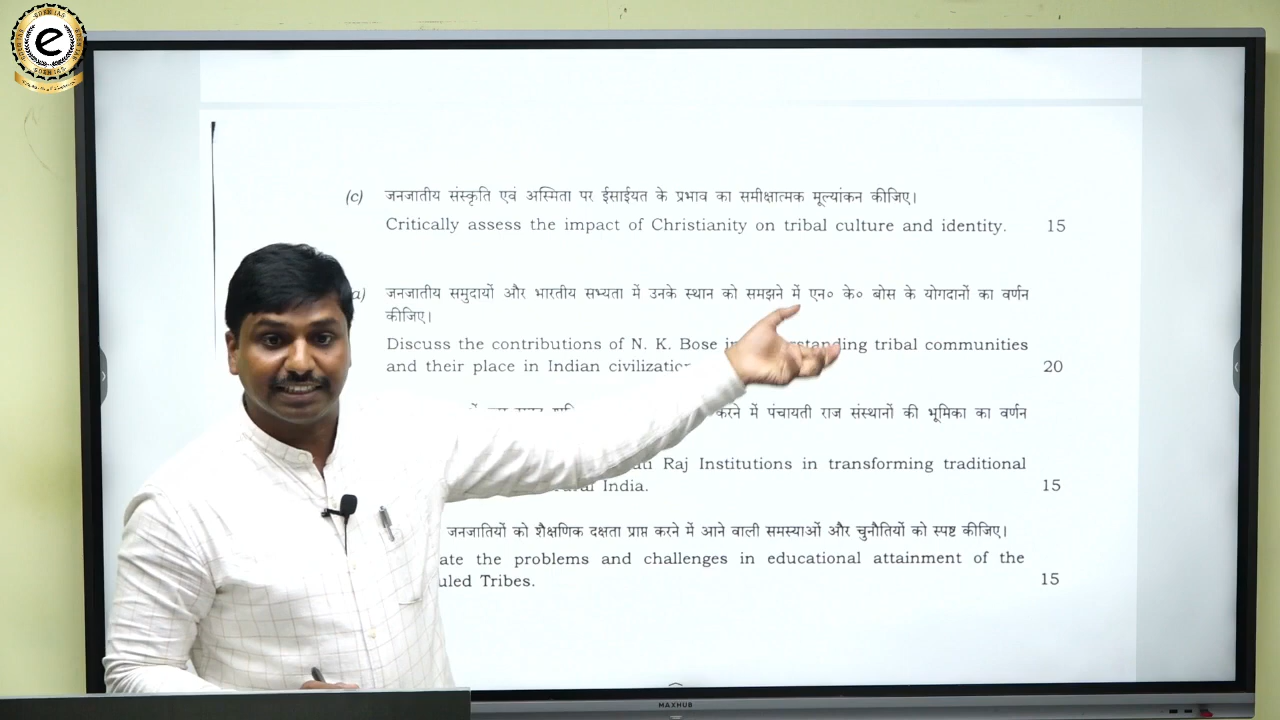 e
SUSH IAS
(c) जनजातीय संस्कृति एवं अस्मिता पर ईसाईयत के प्रभाव का समीक्षात्मक मूल्यांकन कीजिए।
Critically assess the impact of Christianity on tribal culture and identity. 15
a) जनजातीय समुदायों और भारतीय सभ्यता में उनके स्थान को समझने में एन० के० बोस के योगदानों का वर्णन
कीजिए।
Discuss the contributions of N. K. Bose in tribal communities
and their place in Indian civilization 20
करने में पंचायती राज संस्थानों की भूमिका का वर्णन
Raj Institutions in transforming traditional
India. 15
जनजातियों को शैक्षणिक दक्षता प्राप्त करने में आने वाली समस्याओं और चुनौतियों को स्पष्ट कीजिए।
ate the problems and challenges in educational attainment of the
uled Tribes. 15
MAXHUB